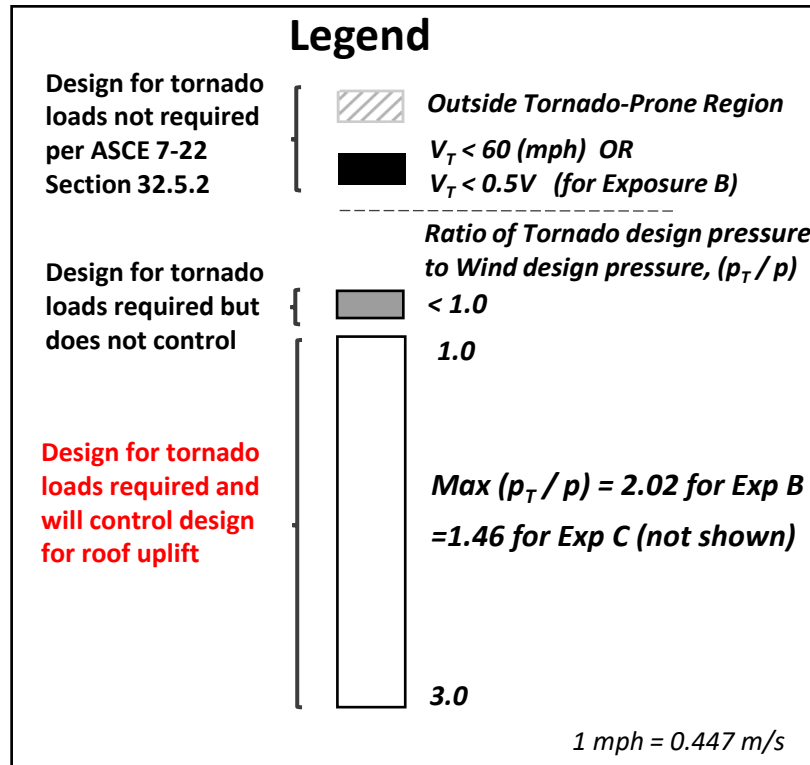 Legend
Design for tornado
loads not required
per ASCE 7-22
Section 32.5.2
Outside Tornado-Prone Region
V_T < 60 (mph) OR
V_T < 0.5V (for Exposure B)
Ratio of Tornado design pressure
to Wind design pressure, (p_T / p)
Design for tornado
loads required but
does not control
< 1.0
1.0
Design for tornado
loads required and
will control design
for roof uplift
Max (p_T / p) = 2.02 for Exp B
=1.46 for Exp C (not shown)
3.0
1 mph = 0.447 m/s